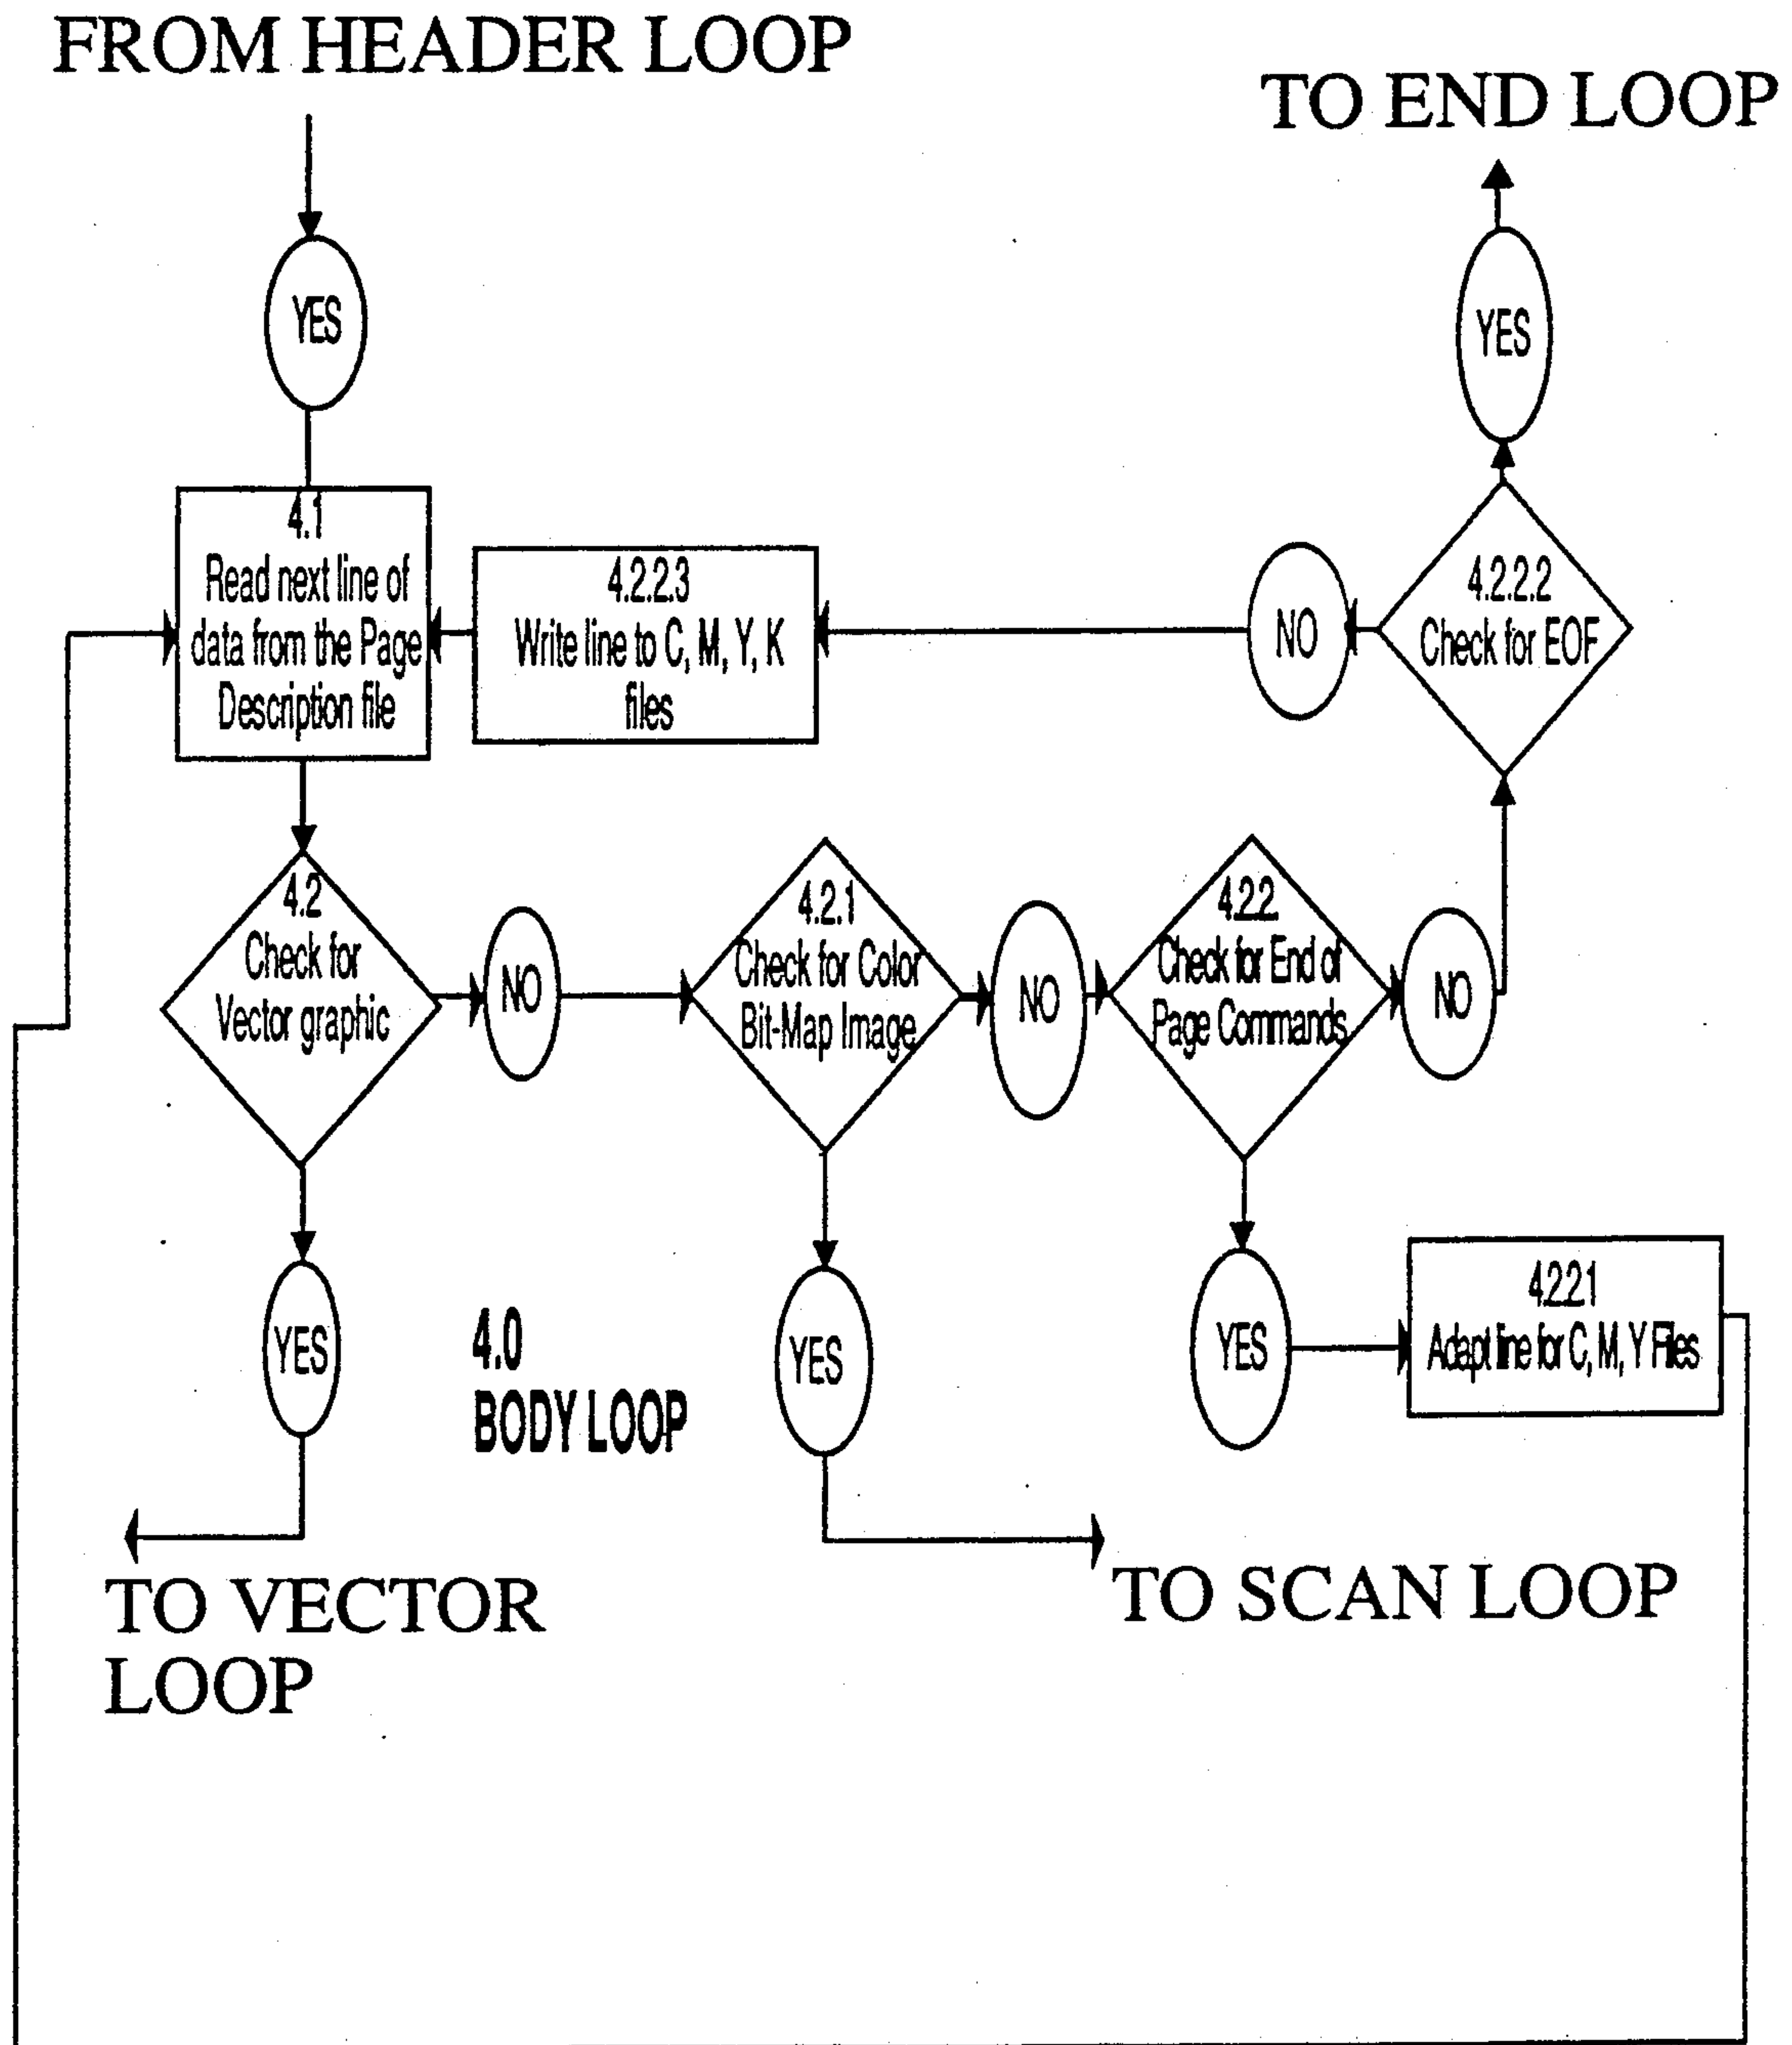 FROM HEADER LOOP
TO END LOOP
YES
YES
4.1
Read next line of
data from the Page
Description file
4.2.2.3
Write line to C, M, Y, K
files
NO
4.2.2.2
Check for EOF
4.2
Check for
Vector graphic
NO
4.2.1
Check for Color
Bit-Map Image
NO
4.2.2
Check for End of
Page Commands
NO
YES
4.0
BODY LOOP
YES
YES
4.2.2.1
Adapt line for C, M, Y Files
TO VECTOR
LOOP
TO SCAN LOOP